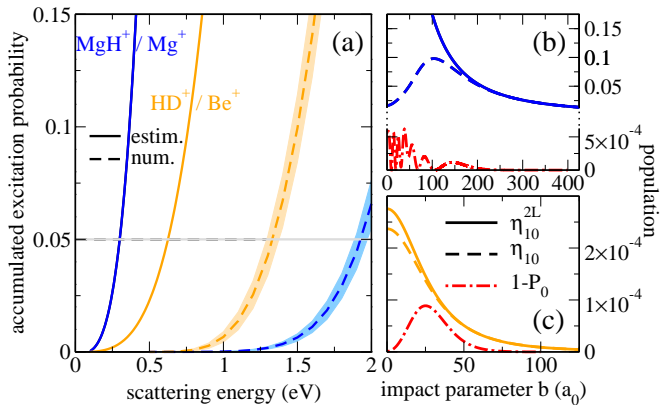 0.15
0.1
0.05
0
accumulated excitation probability
0
0.5
1
1.5
2
scattering energy (eV)
(a)
MgH⁺ / Mg⁺
HD⁺ / Be⁺
estim.
num.
(b)
0.15
0.1
0.05
5×10⁻⁴
0
0
100
200
300
400
population
η₁₀²ᴸ
η₁₀
1-P₀
(c)
2×10⁻⁴
1×10⁻⁴
0
0
50
100
impact parameter b (a₀)